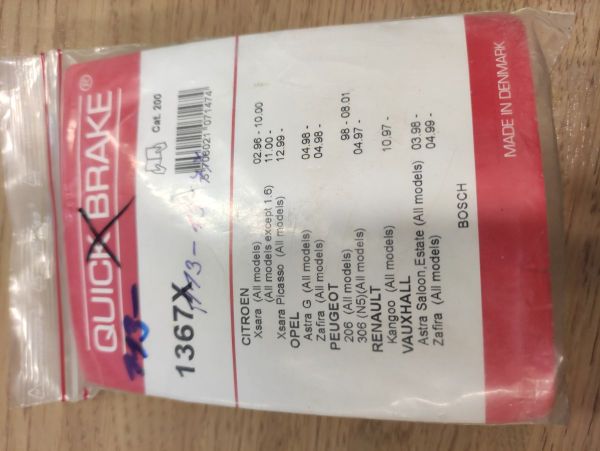 QUICK BRAKE®
Cat. 200
5 706021 071474
1367X
CITROEN
Xsara (All models) 02.96 - 10.00
(All models except 1.6) 11.00 -
Xsara Picasso (All models) 12.99 -
OPEL
Astra G (All models) 04.98 -
Zafira (All models) 04.98 -
PEUGEOT
206 (All models) 98 - 08.01
306 (N5)(All models) 04.97 -
RENAULT
Kangoo (All models) 10.97 -
VAUXHALL
Astra Saloon,Estate (All models) 03.98 -
Zafira (All models) 04.99 -
BOSCH
MADE IN DENMARK